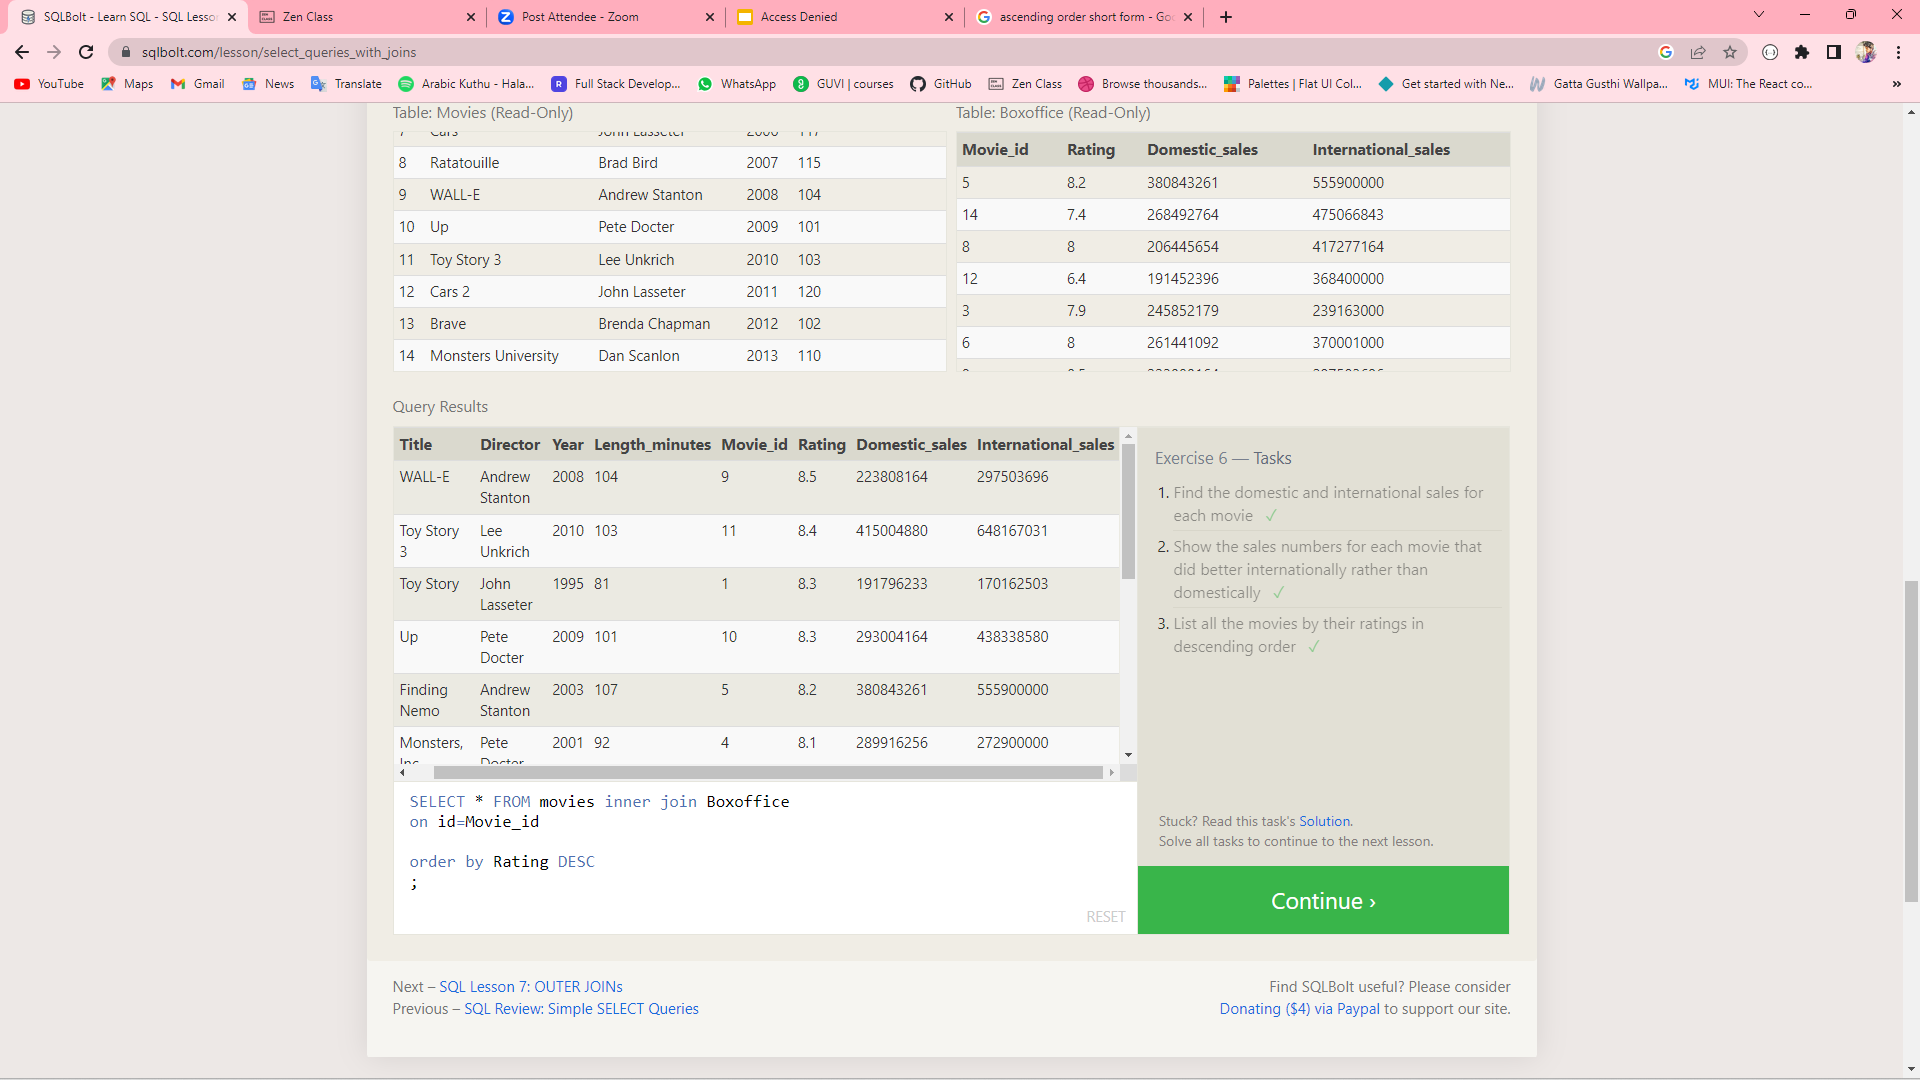 SQLBolt - Learn SQL - SQL Lesso
Zen Class
Post Attendee - Zoom
Access Denied
ascending order short form - Goo
sqlbolt.com/lesson/select_queries_with_joins
YouTube Maps Gmail News Translate Arabic Kuthu - Hala... Full Stack Develop... WhatsApp GUVI | courses GitHub Zen Class Browse thousands... Palettes | Flat UI Col... Get started with Ne... Gatta Gusthi Wallpa... MUI: The React co... »
Table: Movies (Read-Only)
7 Cars John Lasseter 2006 117
8 Ratatouille Brad Bird 2007 115
9 WALL-E Andrew Stanton 2008 104
10 Up Pete Docter 2009 101
11 Toy Story 3 Lee Unkrich 2010 103
12 Cars 2 John Lasseter 2011 120
13 Brave Brenda Chapman 2012 102
14 Monsters University Dan Scanlon 2013 110
Table: Boxoffice (Read-Only)
Movie_id Rating Domestic_sales International_sales
5 8.2 380843261 555900000
14 7.4 268492764 475066843
8 8 206445654 417277164
12 6.4 191452396 368400000
3 7.9 245852179 239163000
6 8 261441092 370001000
Query Results
Title Director Year Length_minutes Movie_id Rating Domestic_sales International_sales
WALL-E Andrew 2008 104 9 8.5 223808164 297503696
Stanton
Toy Story Lee 2010 103 11 8.4 415004880 648167031
3 Unkrich
Toy Story John 1995 81 1 8.3 191796233 170162503
Lasseter
Up Pete 2009 101 10 8.3 293004164 438338580
Docter
Finding Andrew 2003 107 5 8.2 380843261 555900000
Nemo Stanton
Monsters, Pete 2001 92 4 8.1 289916256 272900000
Inc. Docter
SELECT * FROM movies inner join Boxoffice
on id=Movie_id
order by Rating DESC
;
RESET
Exercise 6 — Tasks
1. Find the domestic and international sales for
each movie ✓
2. Show the sales numbers for each movie that
did better internationally rather than
domestically ✓
3. List all the movies by their ratings in
descending order ✓
Stuck? Read this task's Solution.
Solve all tasks to continue to the next lesson.
Continue ›
Next – SQL Lesson 7: OUTER JOINs
Previous – SQL Review: Simple SELECT Queries
Find SQLBolt useful? Please consider
Donating ($4) via Paypal to support our site.